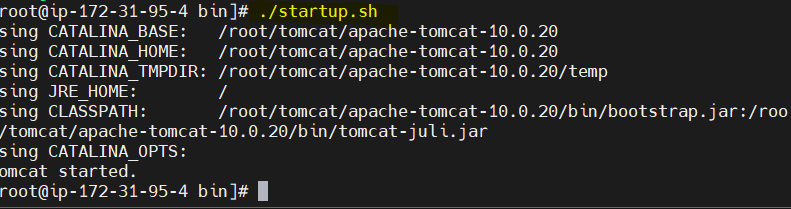 root@ip-172-31-95-4 bin]# ./startup.sh
sing CATALINA_BASE:   /root/tomcat/apache-tomcat-10.0.20
sing CATALINA_HOME:   /root/tomcat/apache-tomcat-10.0.20
sing CATALINA_TMPDIR: /root/tomcat/apache-tomcat-10.0.20/temp
sing JRE_HOME:        /
sing CLASSPATH:       /root/tomcat/apache-tomcat-10.0.20/bin/bootstrap.jar:/roo
/tomcat/apache-tomcat-10.0.20/bin/tomcat-juli.jar
sing CATALINA_OPTS:
omcat started.
root@ip-172-31-95-4 bin]#